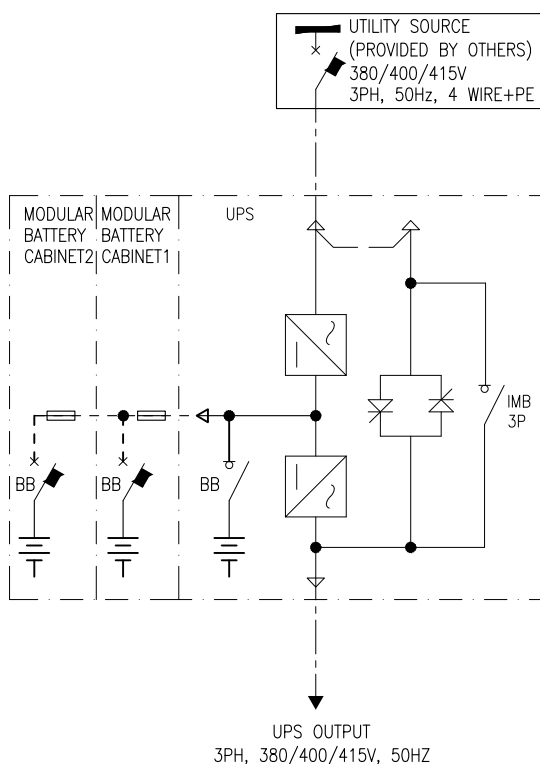 UTILITY SOURCE
(PROVIDED BY OTHERS)
380/400/415V
3PH, 50Hz, 4 WIRE+PE
MODULAR
BATTERY
CABINET2
MODULAR
BATTERY
CABINET1
UPS
IMB
3P
BB
BB
BB
UPS OUTPUT
3PH, 380/400/415V, 50HZ